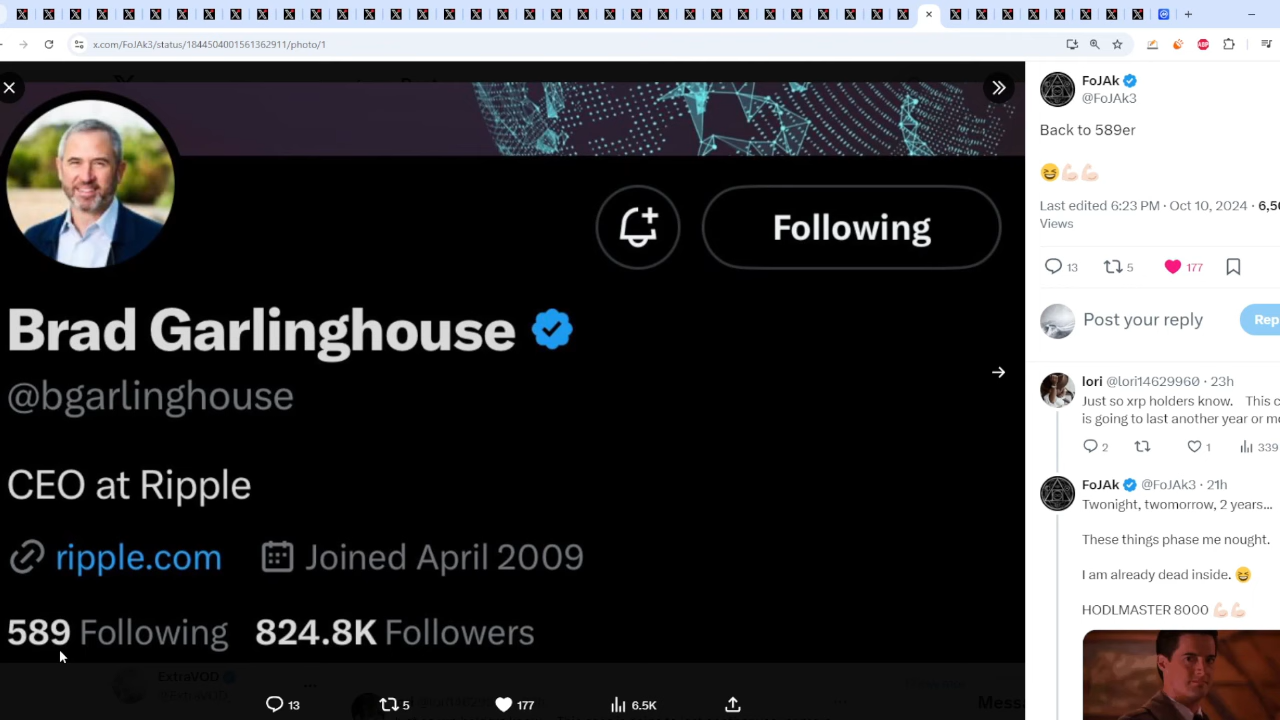 x.com/FoJAk3/status/1844504001561362911/photo/1
ABP
Following
Brad Garlinghouse
@bgarlinghouse
CEO at Ripple
ripple.com Joined April 2009
589 Following 824.8K Followers
ExtraVOD
13 5 177 6.5K
FoJAk
@FoJAk3
Back to 589er
😆💪🏻💪🏻
Last edited 6:23 PM · Oct 10, 2024 ·
Views
13 5 177
Post your reply
lori @lori14629960 · 23h
Just so xrp holders know. This
is going to last another year or
2 1 339
FoJAk @FoJAk3 · 21h
Twonight, twomorrow, 2 years...
These things phase me nought.
I am already dead inside. 😆
HODLMASTER 8000 💪🏻💪🏻